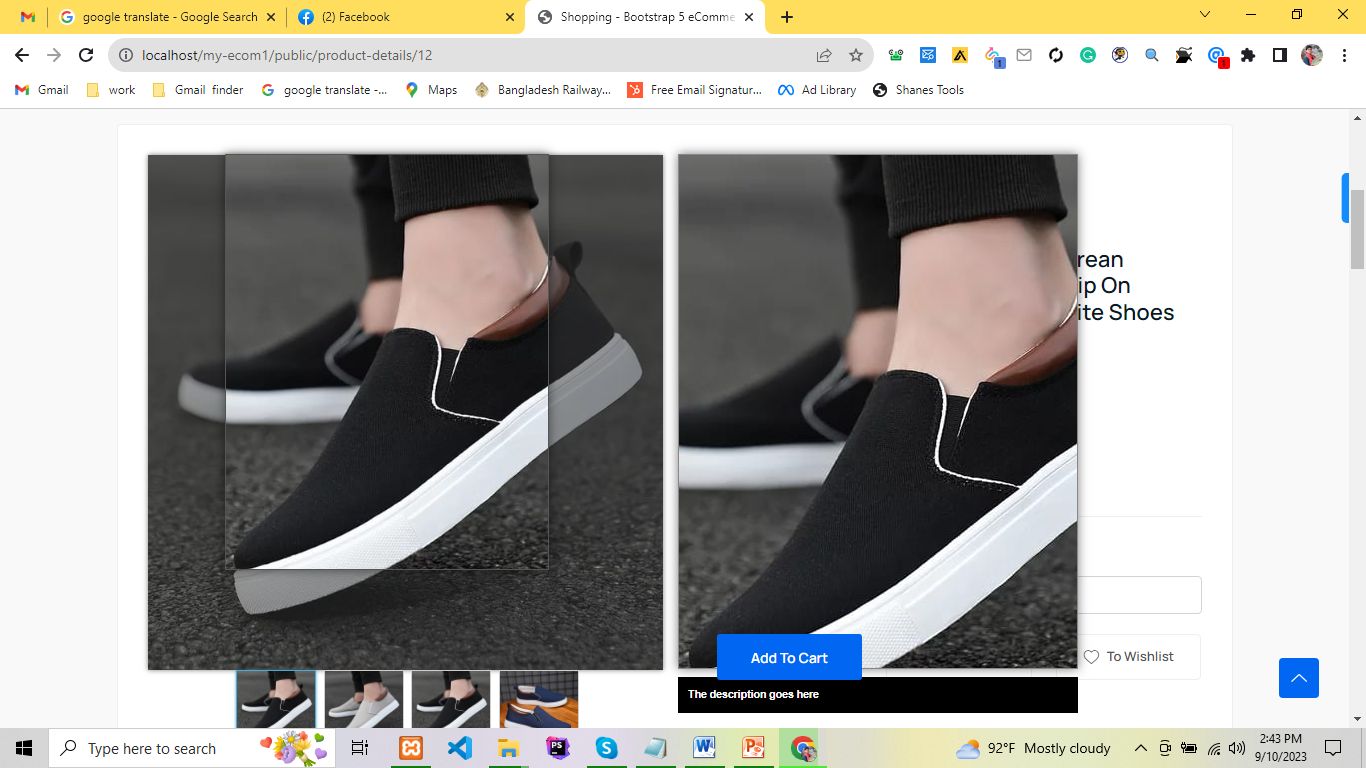 google translate - Google Search
(2) Facebook
Shopping - Bootstrap 5 eComme
localhost/my-ecom1/public/product-details/12
1
1
Gmail
work
Gmail finder
google translate -...
Maps
Bangladesh Railway...
Free Email Signatur...
Ad Library
Shanes Tools
rean
ip On
ite Shoes
Add To Cart
To Wishlist
The description goes here
Type here to search
92°F Mostly cloudy
2:43 PM
9/10/2023